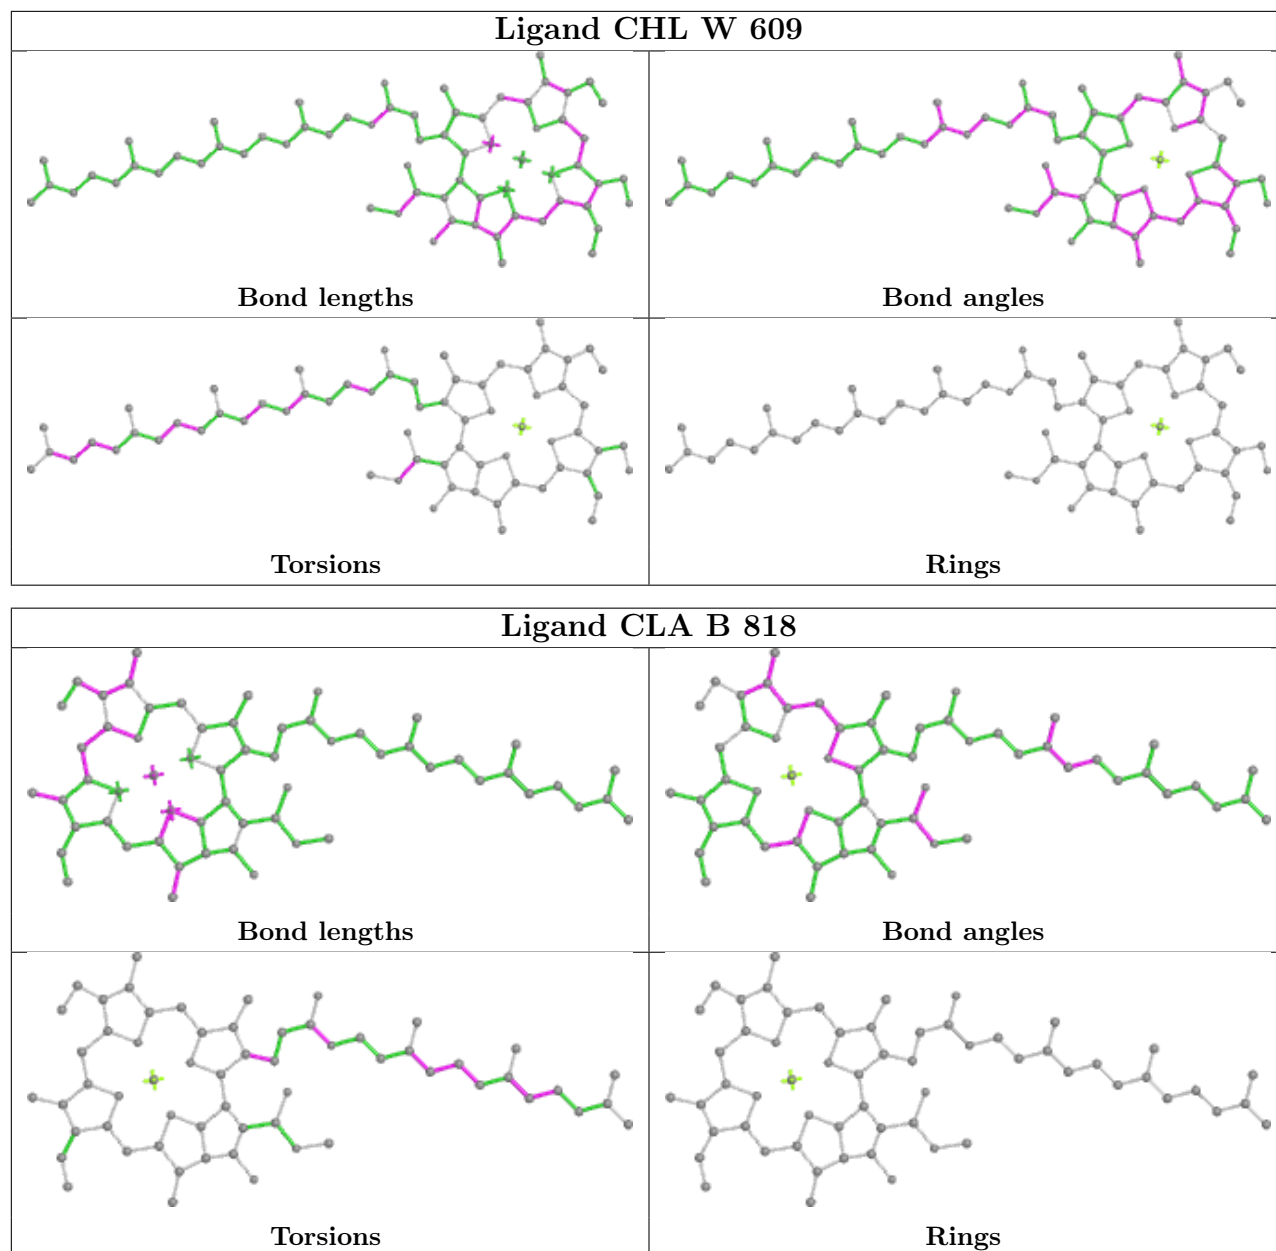 Ligand CHL W 609
Bond lengths
Bond angles
Torsions
Rings
Ligand CLA B 818
Bond lengths
Bond angles
Torsions
Rings